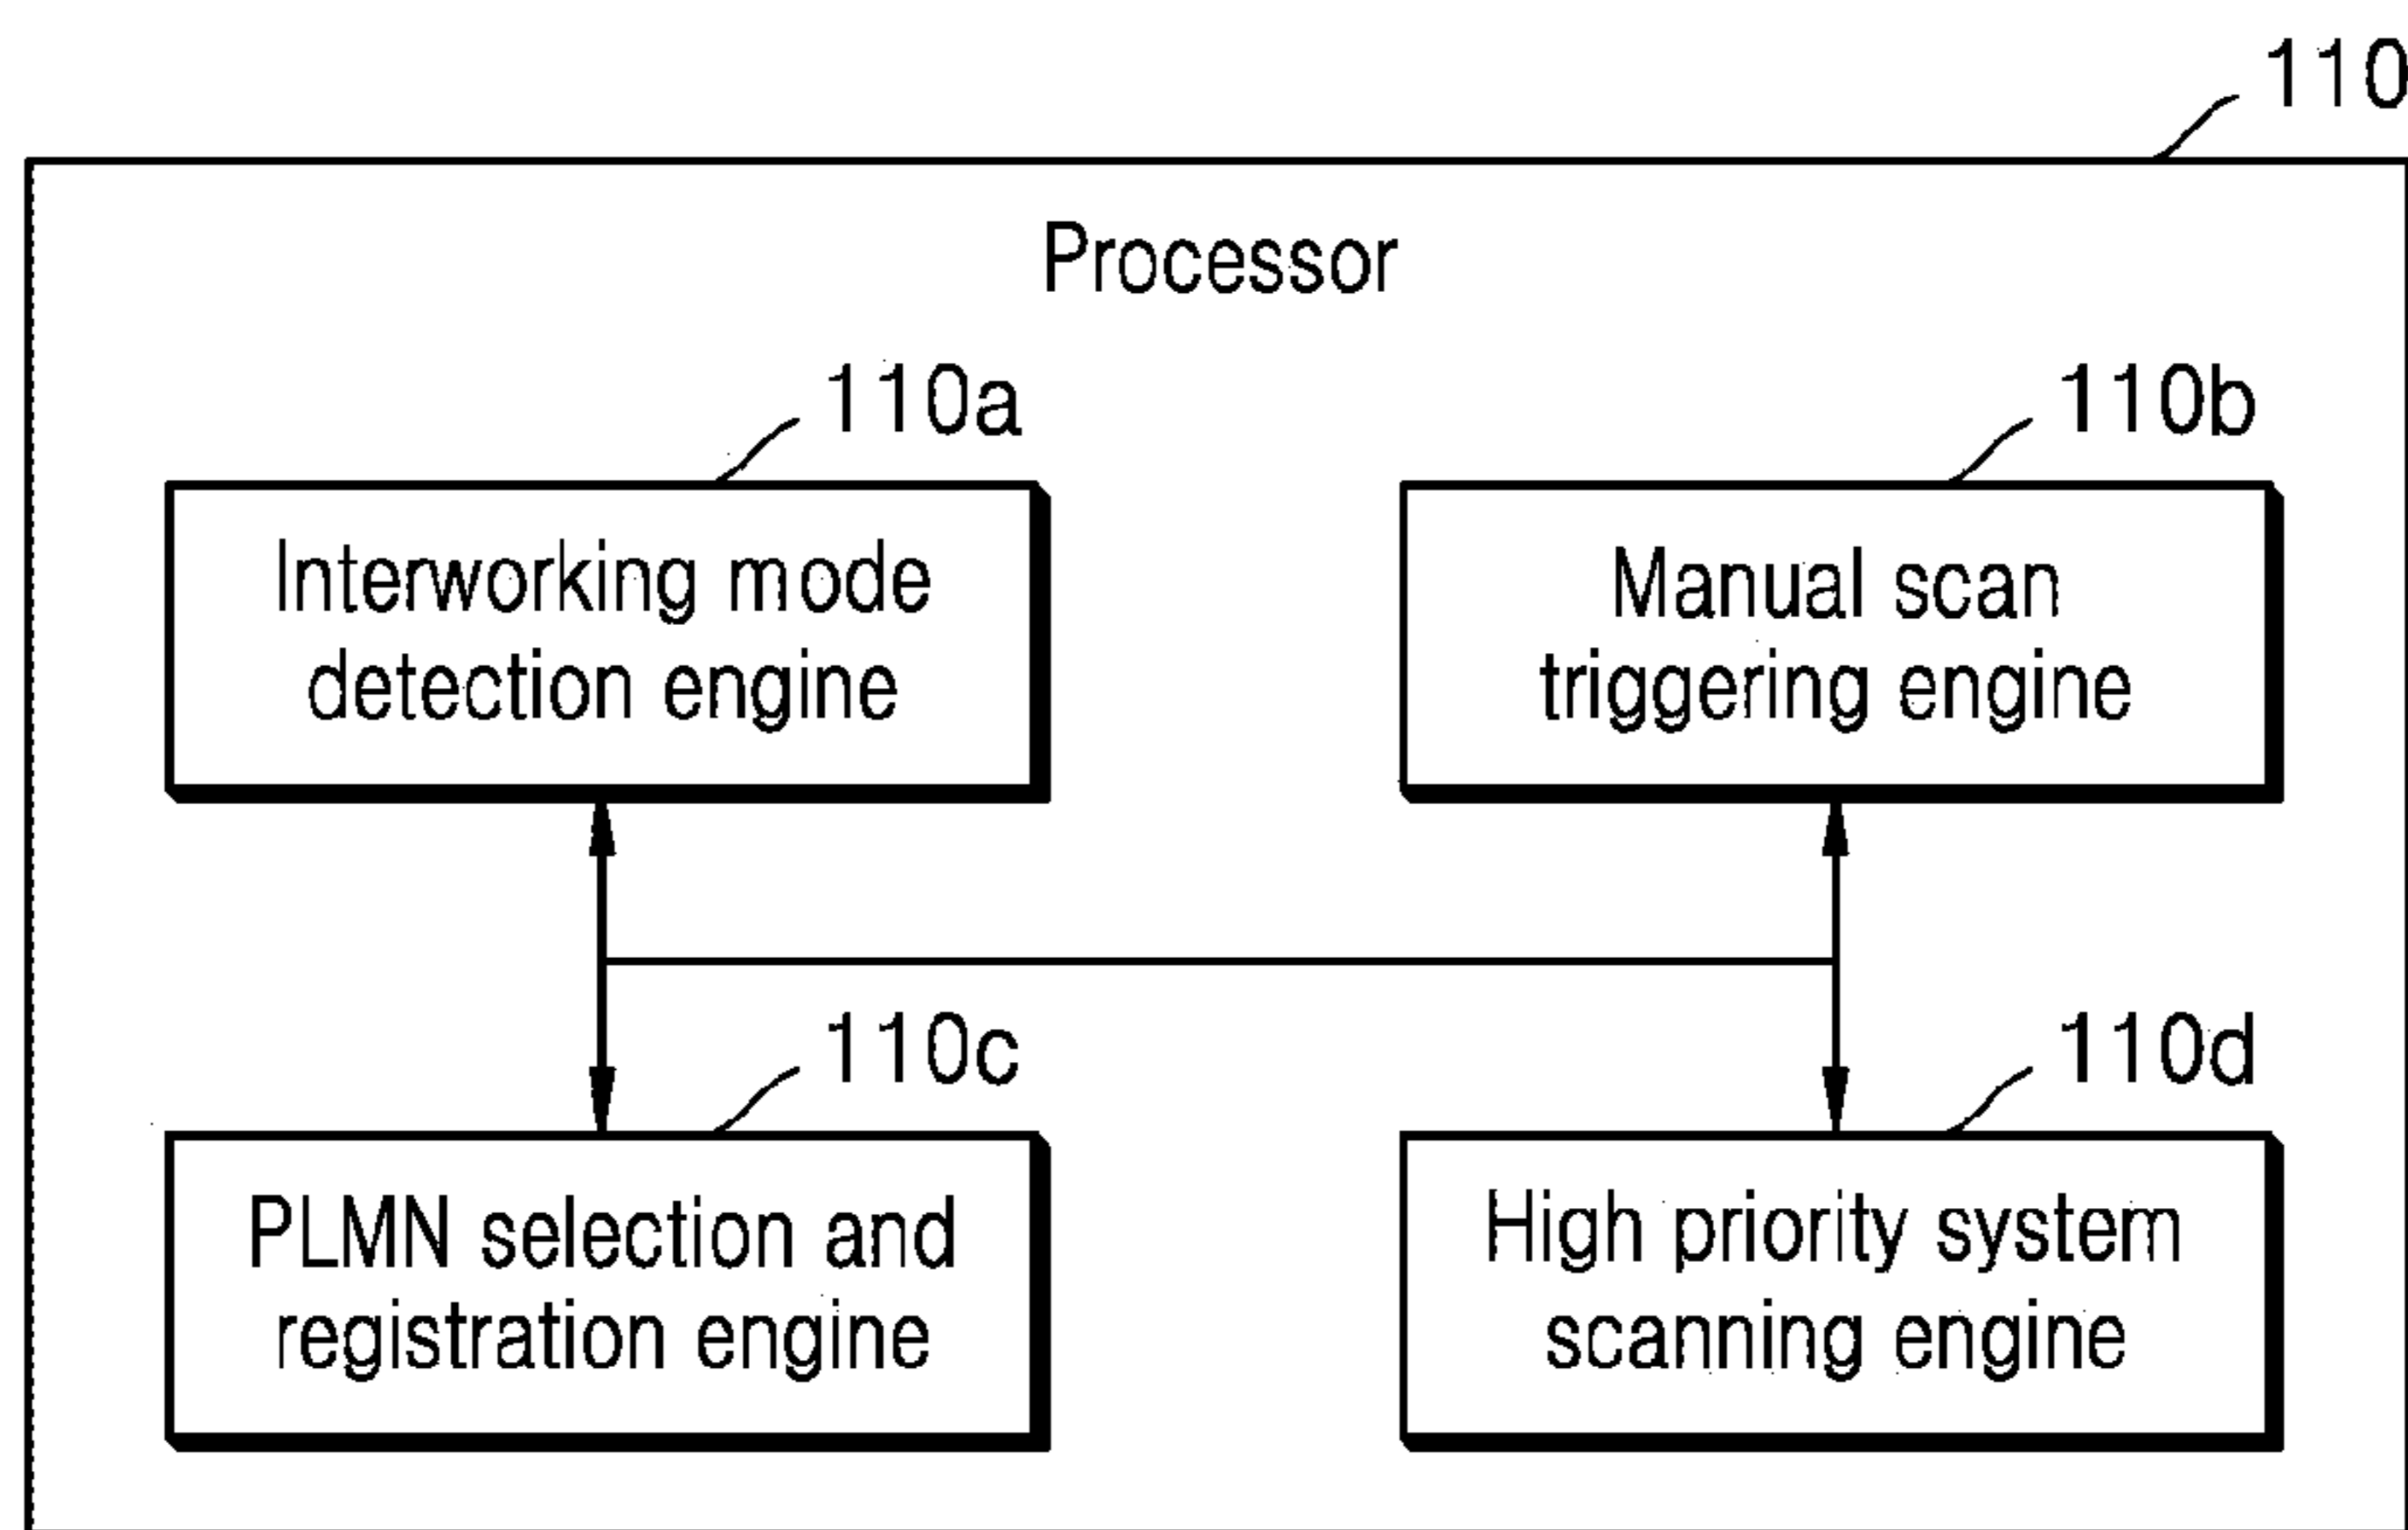 110
Processor
110a
110b
Interworking mode
detection engine
Manual scan
triggering engine
110c
110d
PLMN selection and
registration engine
High priority system
scanning engine